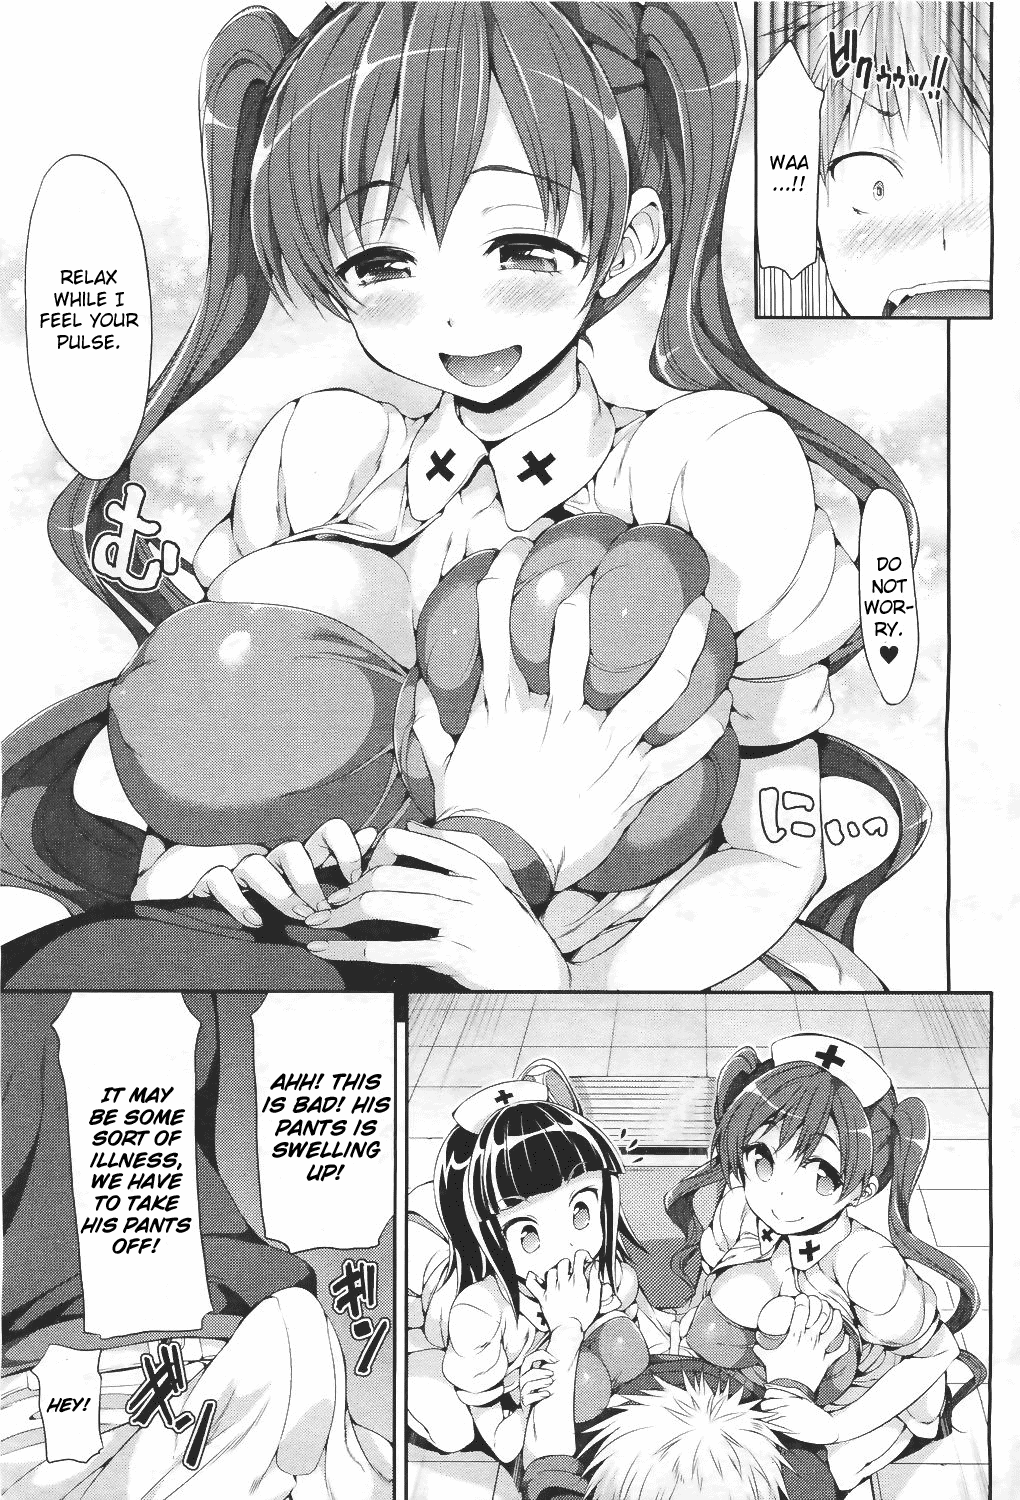 ビクゥゥッ!!
WAA
...!!
RELAX
WHILE I
FEEL YOUR
PULSE.
むぃ
DO
NOT
WOR-
RY.
♥
にぃっ
AHH! THIS
IS BAD! HIS
PANTS IS
SWELLING
UP!
IT MAY
BE SOME
SORT OF
ILLNESS,
WE HAVE
TO TAKE
HIS PANTS
OFF!
HEY!
ギン
ギン